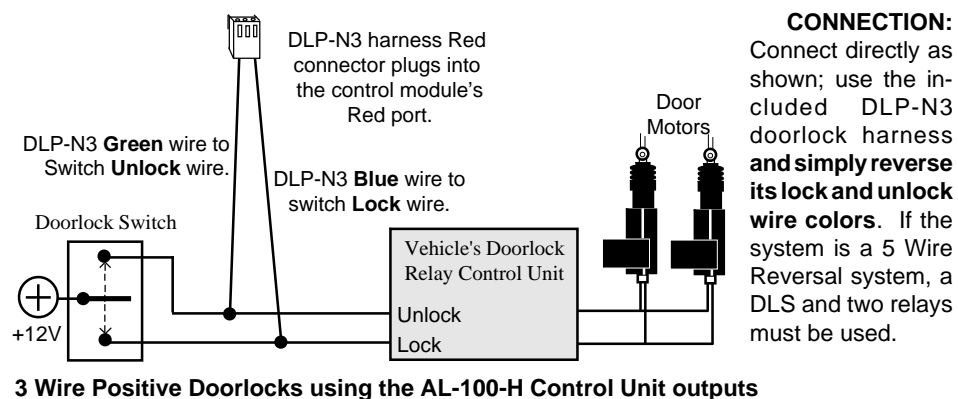 DLP-N3 harness Red
connector plugs into
the control module's
Red port.
DLP-N3 Green wire to
Switch Unlock wire.
DLP-N3 Blue wire to
switch Lock wire.
Doorlock Switch
+12V
Vehicle's Doorlock
Relay Control Unit
Unlock
Lock
Door
Motors
CONNECTION:
Connect directly as
shown; use the in-
cluded DLP-N3
doorlock harness
and simply reverse
its lock and unlock
wire colors. If the
system is a 5 Wire
Reversal system, a
DLS and two relays
must be used.
3 Wire Positive Doorlocks using the AL-100-H Control Unit outputs